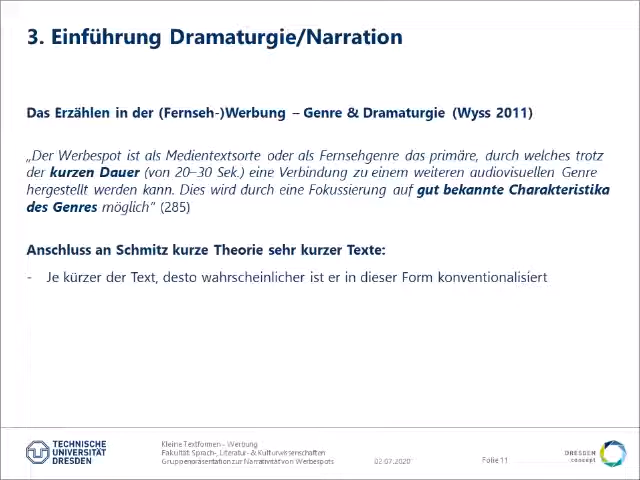 3. Einführung Dramaturgie/Narration
Das Erzählen in der (Fernseh-)Werbung – Genre & Dramaturgie (Wyss 2011)
„Der Werbespot ist als Medientextsorte oder als Fernsehgenre das primäre, durch welches trotz
der kurzen Dauer (von 20–30 Sek.) eine Verbindung zu einem weiteren audiovisuellen Genre
hergestellt werden kann. Dies wird durch eine Fokussierung auf gut bekannte Charakteristika
des Genres möglich” (285)
Anschluss an Schmitz kurze Theorie sehr kurzer Texte:
- Je kürzer der Text, desto wahrscheinlicher ist er in dieser Form konventionalisiert
TECHNISCHE
UNIVERSITÄT
DRESDEN
Kleine Textformen – Werbung
Fakultät Sprach-, Literatur- & Kulturwissenschaften
Gruppenpräsentation zur Narrativität von Werbespots
02.07.2020
Folie 11
DRESDEN
concept